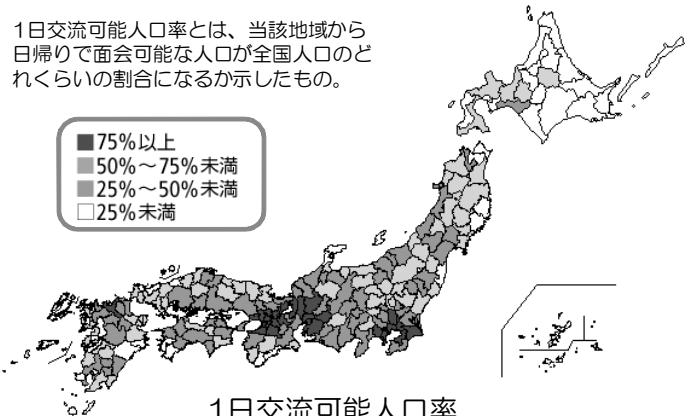 1日交流可能人口率とは、当該地域から
日帰りで面会可能な人口が全国人口のど
れくらいの割合になるか示したもの。
■75%以上
■50%～75%未満
■25%～50%未満
□25%未満
1日交流可能人口率